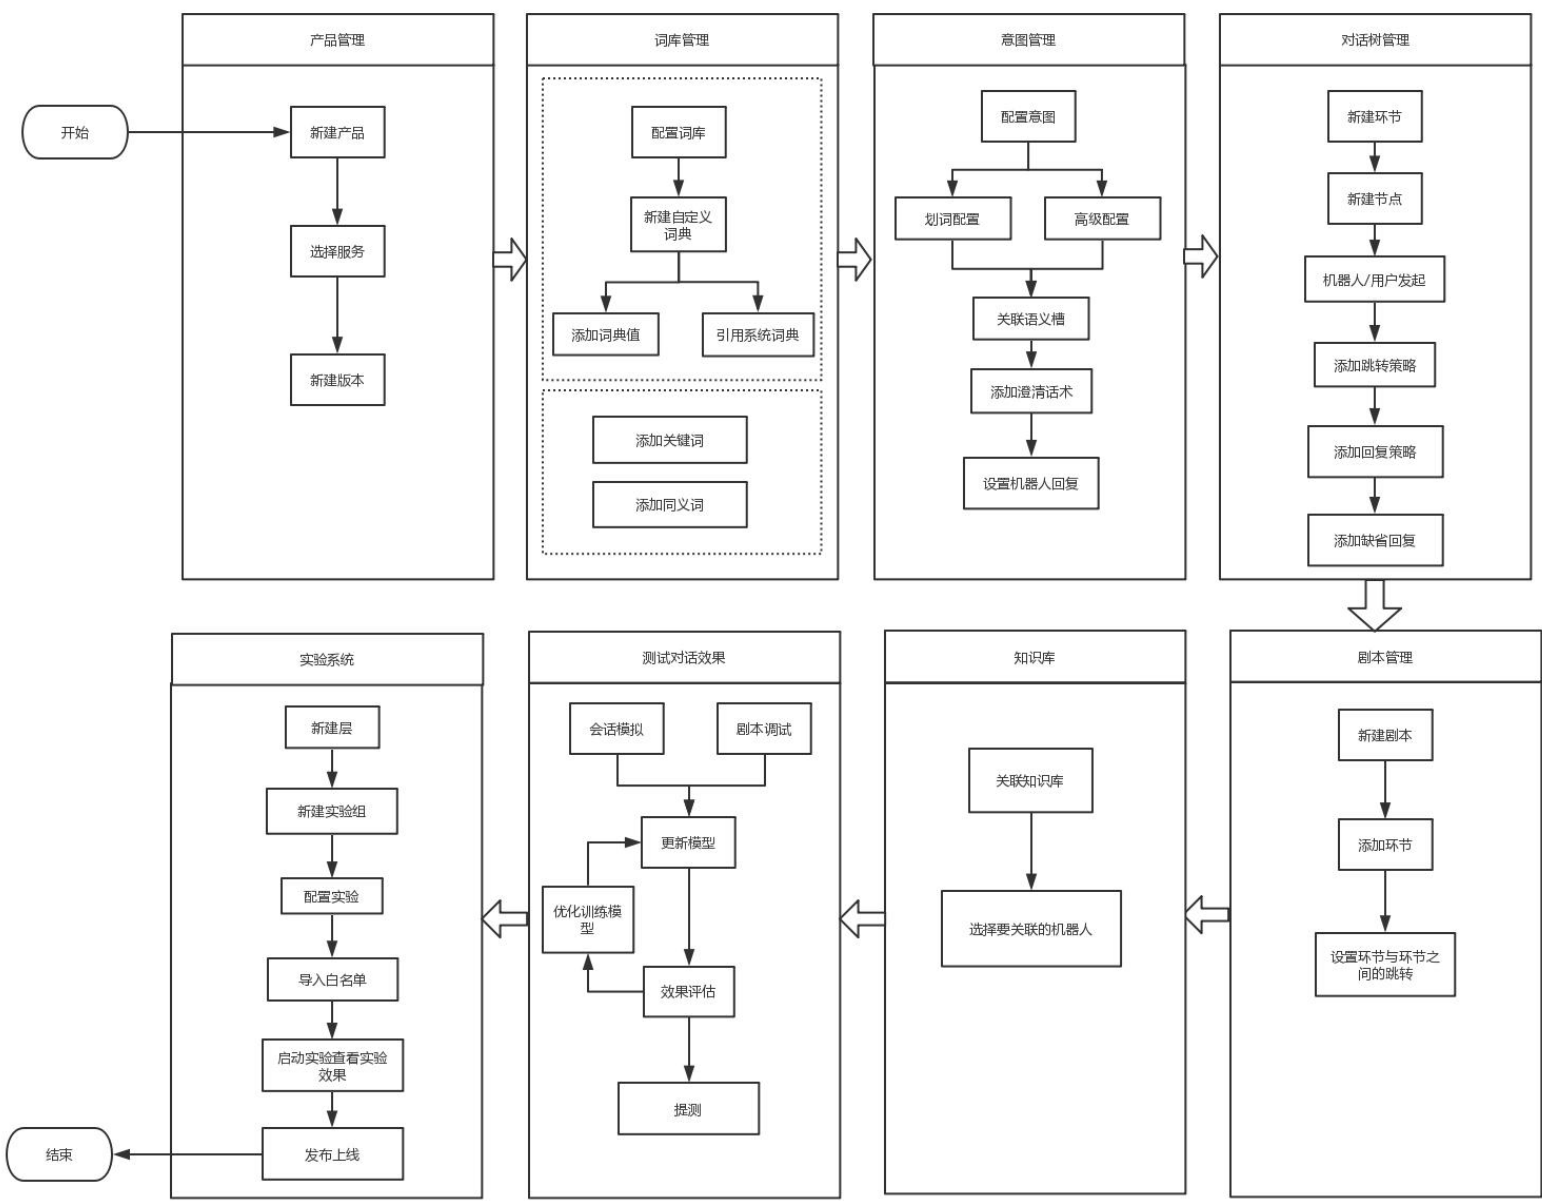 产品管理
开始
新建产品
选择服务
新建版本
词库管理
配置词库
新建自定义
词典
添加词典值
引用系统词典
添加关键词
添加同义词
意图管理
配置意图
划词配置
高级配置
关联语义槽
添加澄清话术
设置机器人回复
对话树管理
新建环节
新建节点
机器人/用户发起
添加跳转策略
添加回复策略
添加缺省回复
剧本管理
新建剧本
添加环节
设置环节与环节之
间的跳转
知识库
关联知识库
选择要关联的机器人
测试对话效果
会话模拟
剧本调试
更新模型
优化训练模
型
效果评估
提测
实验系统
新建层
新建实验组
配置实验
导入白名单
启动实验查看实验
效果
发布上线
结束